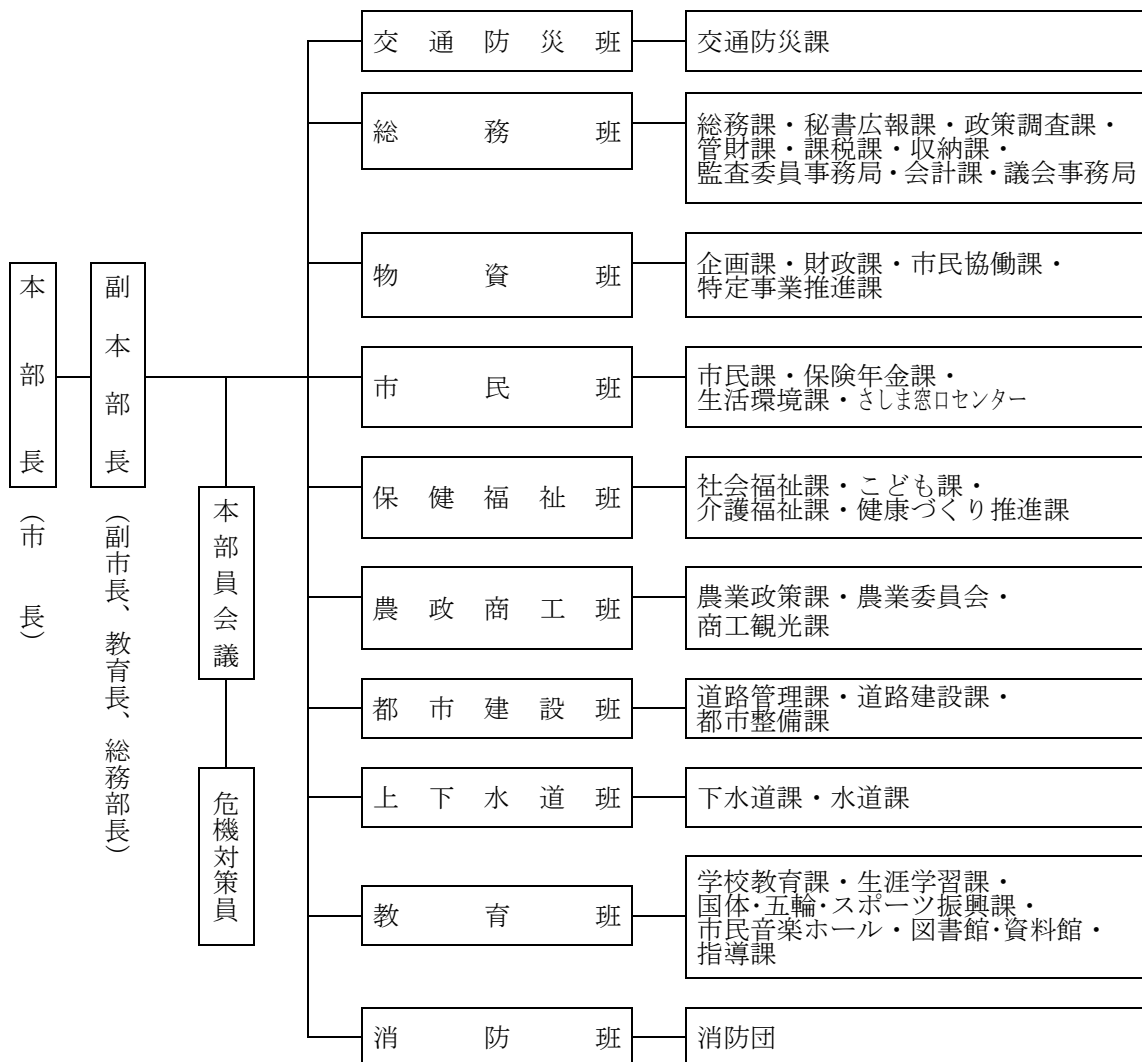 本部長
（市長）
副本部長
（副市長、教育長、総務部長）
本部員会議
危機対策員
交通防災班
交通防災課
総務班
総務課・秘書広報課・政策調査課・
管財課・課税課・収納課・
監査委員事務局・会計課・議会事務局
物資班
企画課・財政課・市民協働課・
特定事業推進課
市民班
市民課・保険年金課・
生活環境課・さしま窓口センター
保健福祉班
社会福祉課・こども課・
介護福祉課・健康づくり推進課
農政商工班
農業政策課・農業委員会・
商工観光課
都市建設班
道路管理課・道路建設課・
都市整備課
上下水道班
下水道課・水道課
教育班
学校教育課・生涯学習課・
国体・五輪・スポーツ振興課・
市民音楽ホール・図書館・資料館・
指導課
消防班
消防団